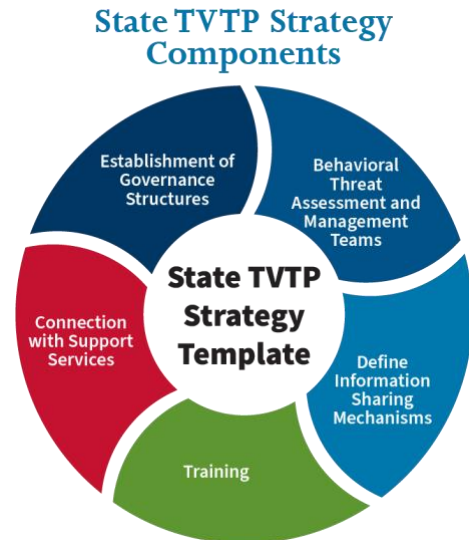 State TVTP Strategy
Components
Establishment of
Governance
Structures
Behavioral
Threat
Assessment and
Management
Teams
State TVTP
Strategy
Template
Connection
with Support
Services
Define
Information
Sharing
Mechanisms
Training